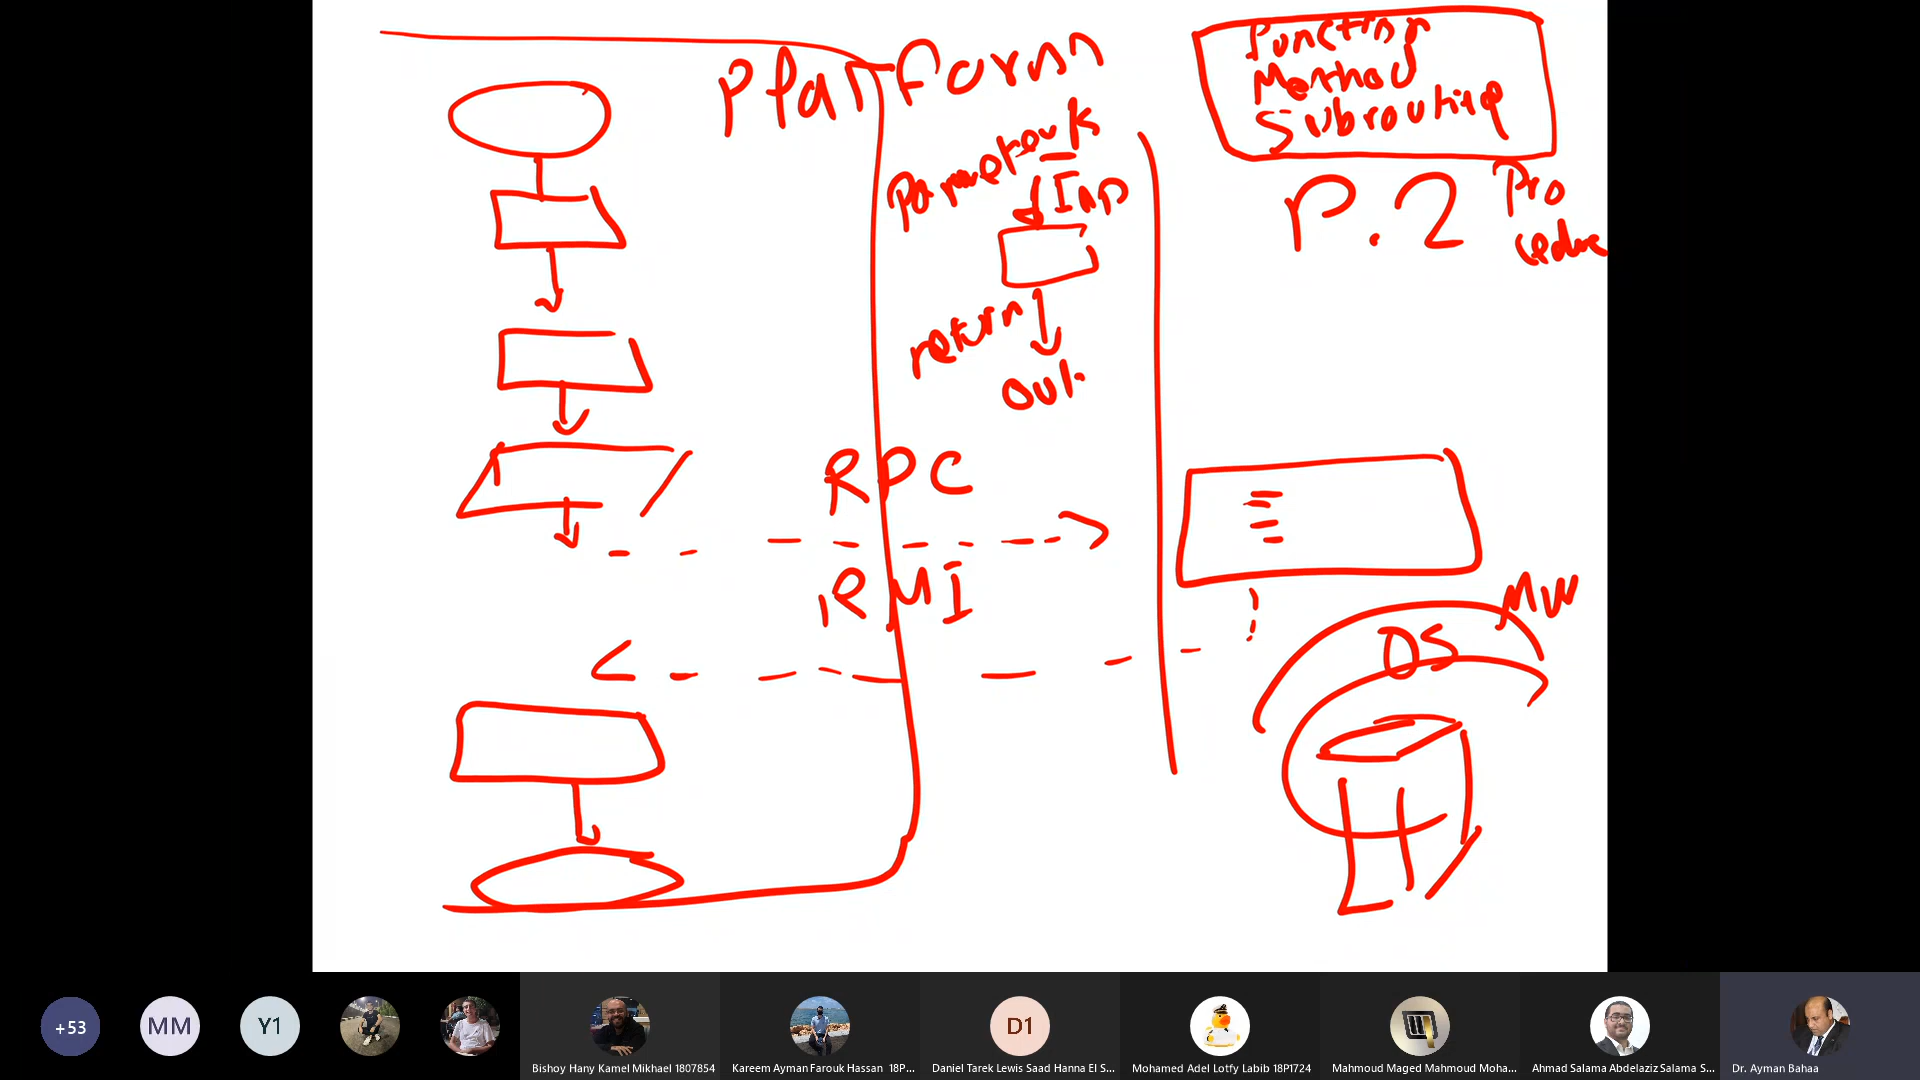 Platform
Function
Method
Subroutine
Procedure
P.2
Parameters
Inp
return
Out
RPC
RMI
MW
OS
+53
MM
Y1
D1
Bishoy Hany Kamel Mikhael 1807854
Kareem Ayman Farouk Hassan 18P...
Daniel Tarek Lewis Saad Hanna El S...
Mohamed Adel Lotfy Labib 18P1724
Mahmoud Maged Mahmoud Moha...
Ahmad Salama Abdelaziz Salama S...
Dr. Ayman Bahaa